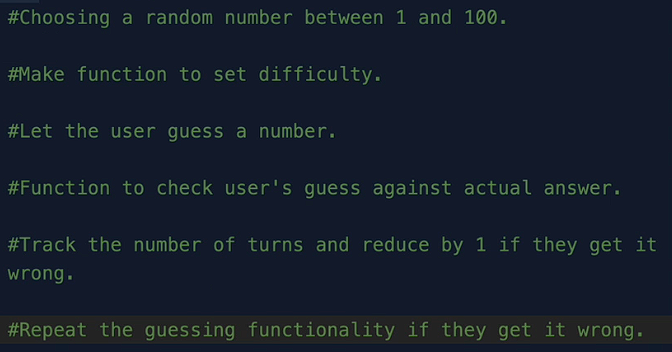 #Choosing a random number between 1 and 100.
#Make function to set difficulty.
#Let the user guess a number.
#Function to check user's guess against actual answer.
#Track the number of turns and reduce by 1 if they get it
wrong.
#Repeat the guessing functionality if they get it wrong.